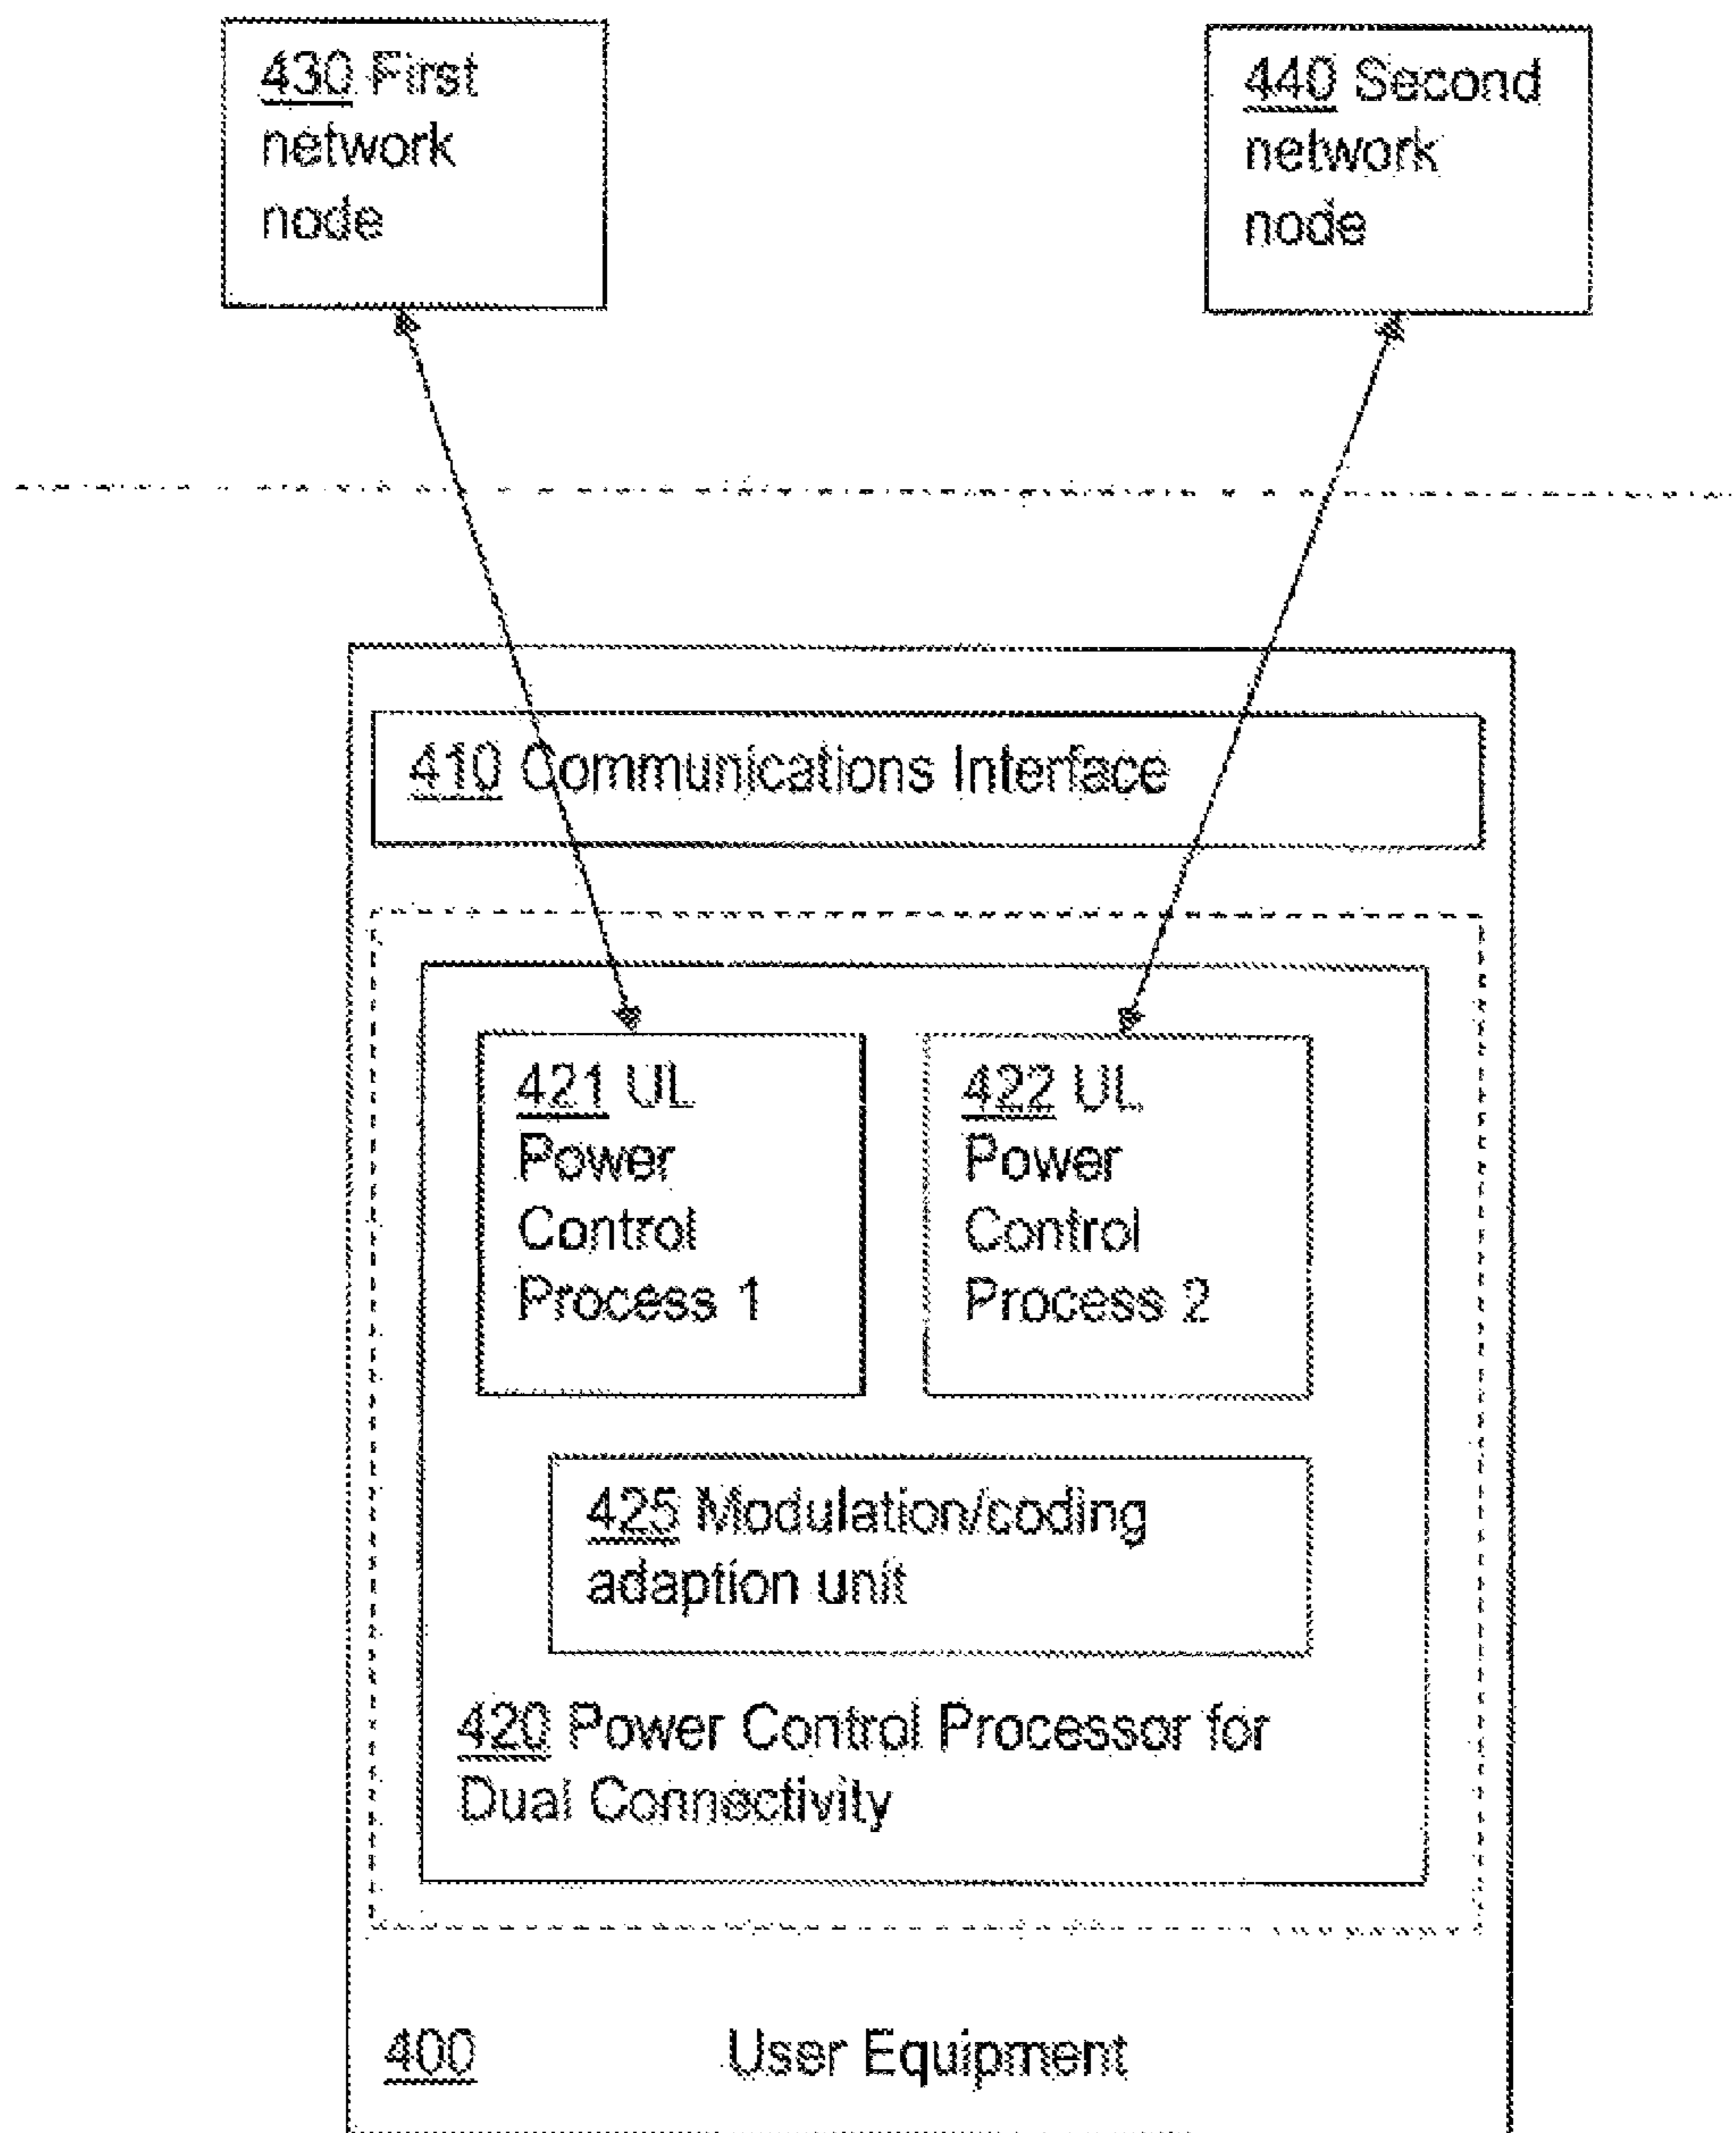 430 First
network
node
440 Second
network
node
410 Communications Interface
421 UL
Power
Control
Process 1
422 UL
Power
Control
Process 2
425 Modulation/coding
adaption unit
420 Power Control Processor for
Dual Connectivity
400 User Equipment